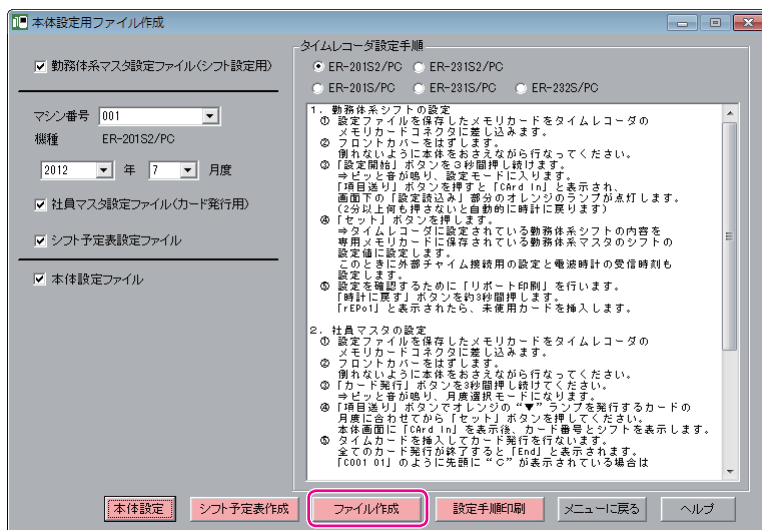 本体設定用ファイル作成
勤務体系マスタ設定ファイル(シフト設定用)
マシン番号 001
機種 ER-201S2/PC
2012 年 7 月度
社員マスタ設定ファイル(カード発行用)
シフト予定表設定ファイル
本体設定ファイル
タイムレコーダ設定手順
ER-201S2/PC ER-231S2/PC
ER-201S/PC ER-231S/PC ER-232S/PC
1. 勤務体系シフトの設定
① 設定ファイルを保存したメモリカードをタイムレコーダの
メモリカードコネクタに差し込みます。
② フロントカバーをはずします。
倒れないように本体をおさえながら行なってください。
③「設定開始」ボタンを3秒間押し続けます。
⇒ピッと音が鳴り、設定モードに入ります。
「項目送り」ボタンを押すと「CArd In」と表示され、
画面下の「設定読込み」部分のオレンジのランプが点灯します。
(2分以上何も押さないと自動的に時計に戻ります)
④「セット」ボタンを押します。
⇒タイムレコーダに設定されている勤務体系シフトの内容を
専用メモリカードに保存されている勤務体系マスタのシフトの
設定値に設定します。
このときに外部チャイム接続用の設定と電波時計の受信時刻も
設定します。
⑤ 設定を確認するために「リポート印刷」を行います。
「時計に戻す」ボタンを約3秒間押します。
「rEPo1」と表示されたら、未使用カードを挿入します。
2. 社員マスタの設定
① 設定ファイルを保存したメモリカードをタイムレコーダの
メモリカードコネクタに差し込みます。
② フロントカバーをはずします。
倒れないように本体をおさえながら行なってください。
③「カード発行」ボタンを3秒間押し続けてください。
⇒ピッと音が鳴り、月度選択モードになります。
④「項目送り」ボタンでオレンジの“▼”ランプを発行するカードの
月度に合わせてから「セット」ボタンを押してください。
本体画面に「CArd In」を表示後、カード番号とシフトを表示します。
⑤ タイムカードを挿入してカード発行を行ないます。
全てのカード発行が終了すると「End」と表示されます。
「C001 01」のように先頭に“C”が表示されている場合は
本体設定 シフト予定表作成 ファイル作成 設定手順印刷 メニューに戻る ヘルプ